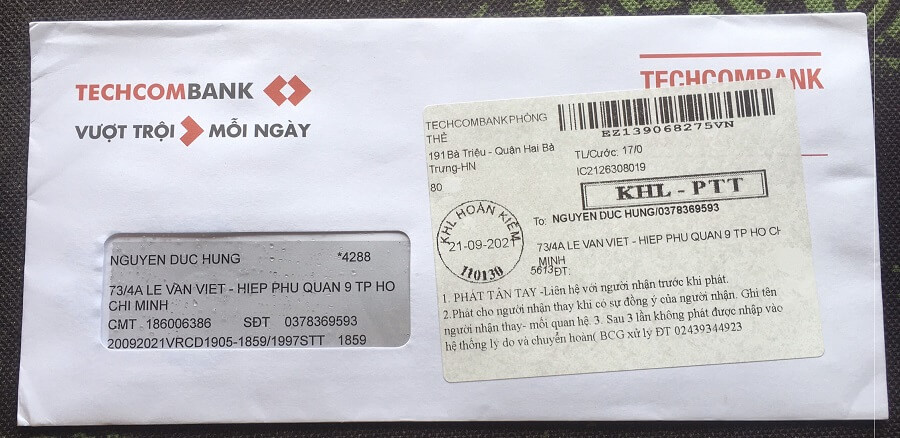 TECHCOMBANK
VƯỢT TRỘI MỖI NGÀY
NGUYEN DUC HUNG *4288
73/4A LE VAN VIET - HIEP PHU QUAN 9 TP HO
CHI MINH
CMT 186006386 SĐT 0378369593
20092021VRCD1905-1859/1997STT 1859
TECHCOMBANK
TECHCOMBANKPHÒNG
THẺ
191Bà Triệu - Quận Hai Bà
Trưng-HN
80
EZ139068275VN
TL/Cước: 17/0
IC2126308019
KHL - PTT
KHL HOÀN KIẾM
21-09-2021
110130
To: NGUYEN DUC HUNG/0378369593
73/4A LE VAN VIET - HIEP PHU QUAN 9 TP HO CH
MINH
5613ĐT.
1. PHÁT TẬN TAY -Liên hệ với người nhận trước khi phát.
2.Phát cho người nhận thay khi có sự đồng ý của người nhận. Ghi tên
người nhận thay- mối quan hệ. 3. Sau 3 lần không phát được nhập vào
hệ thống lý do và chuyển hoàn( BCG xử lý ĐT 02439344923